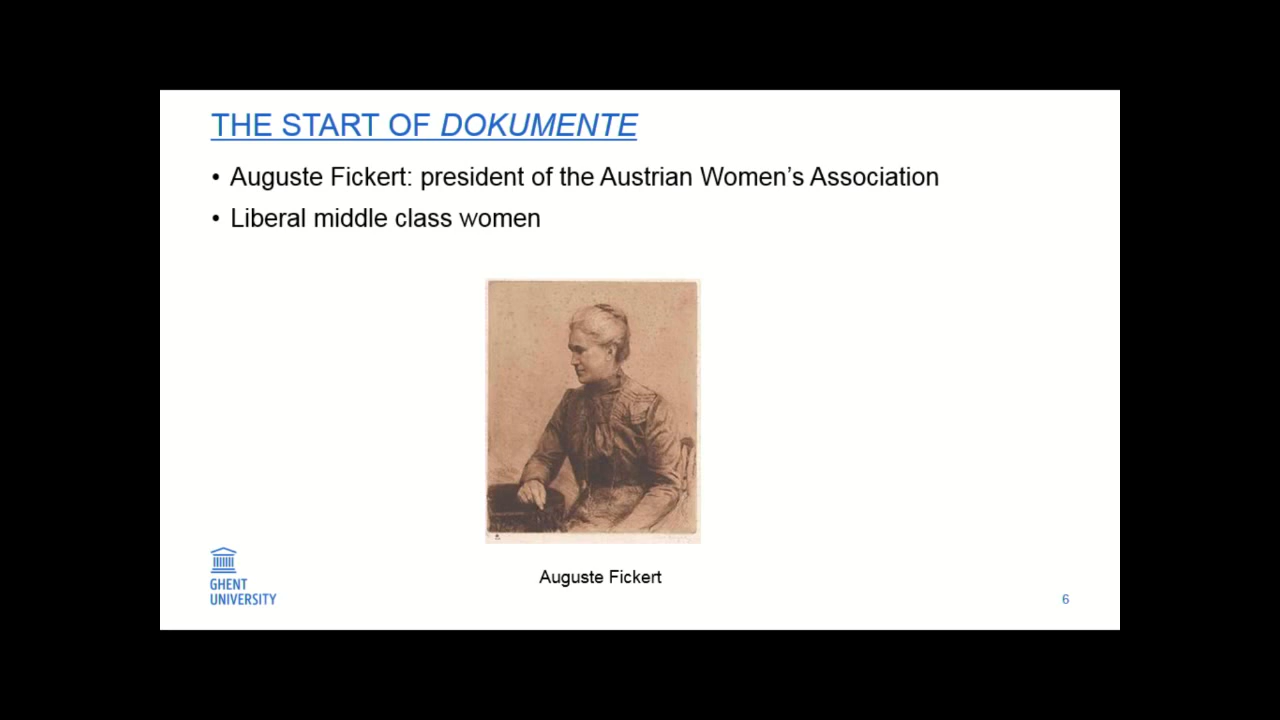 THE START OF DOKUMENTE
• Auguste Fickert: president of the Austrian Women’s Association
• Liberal middle class women
Auguste Fickert
GHENT
UNIVERSITY
6